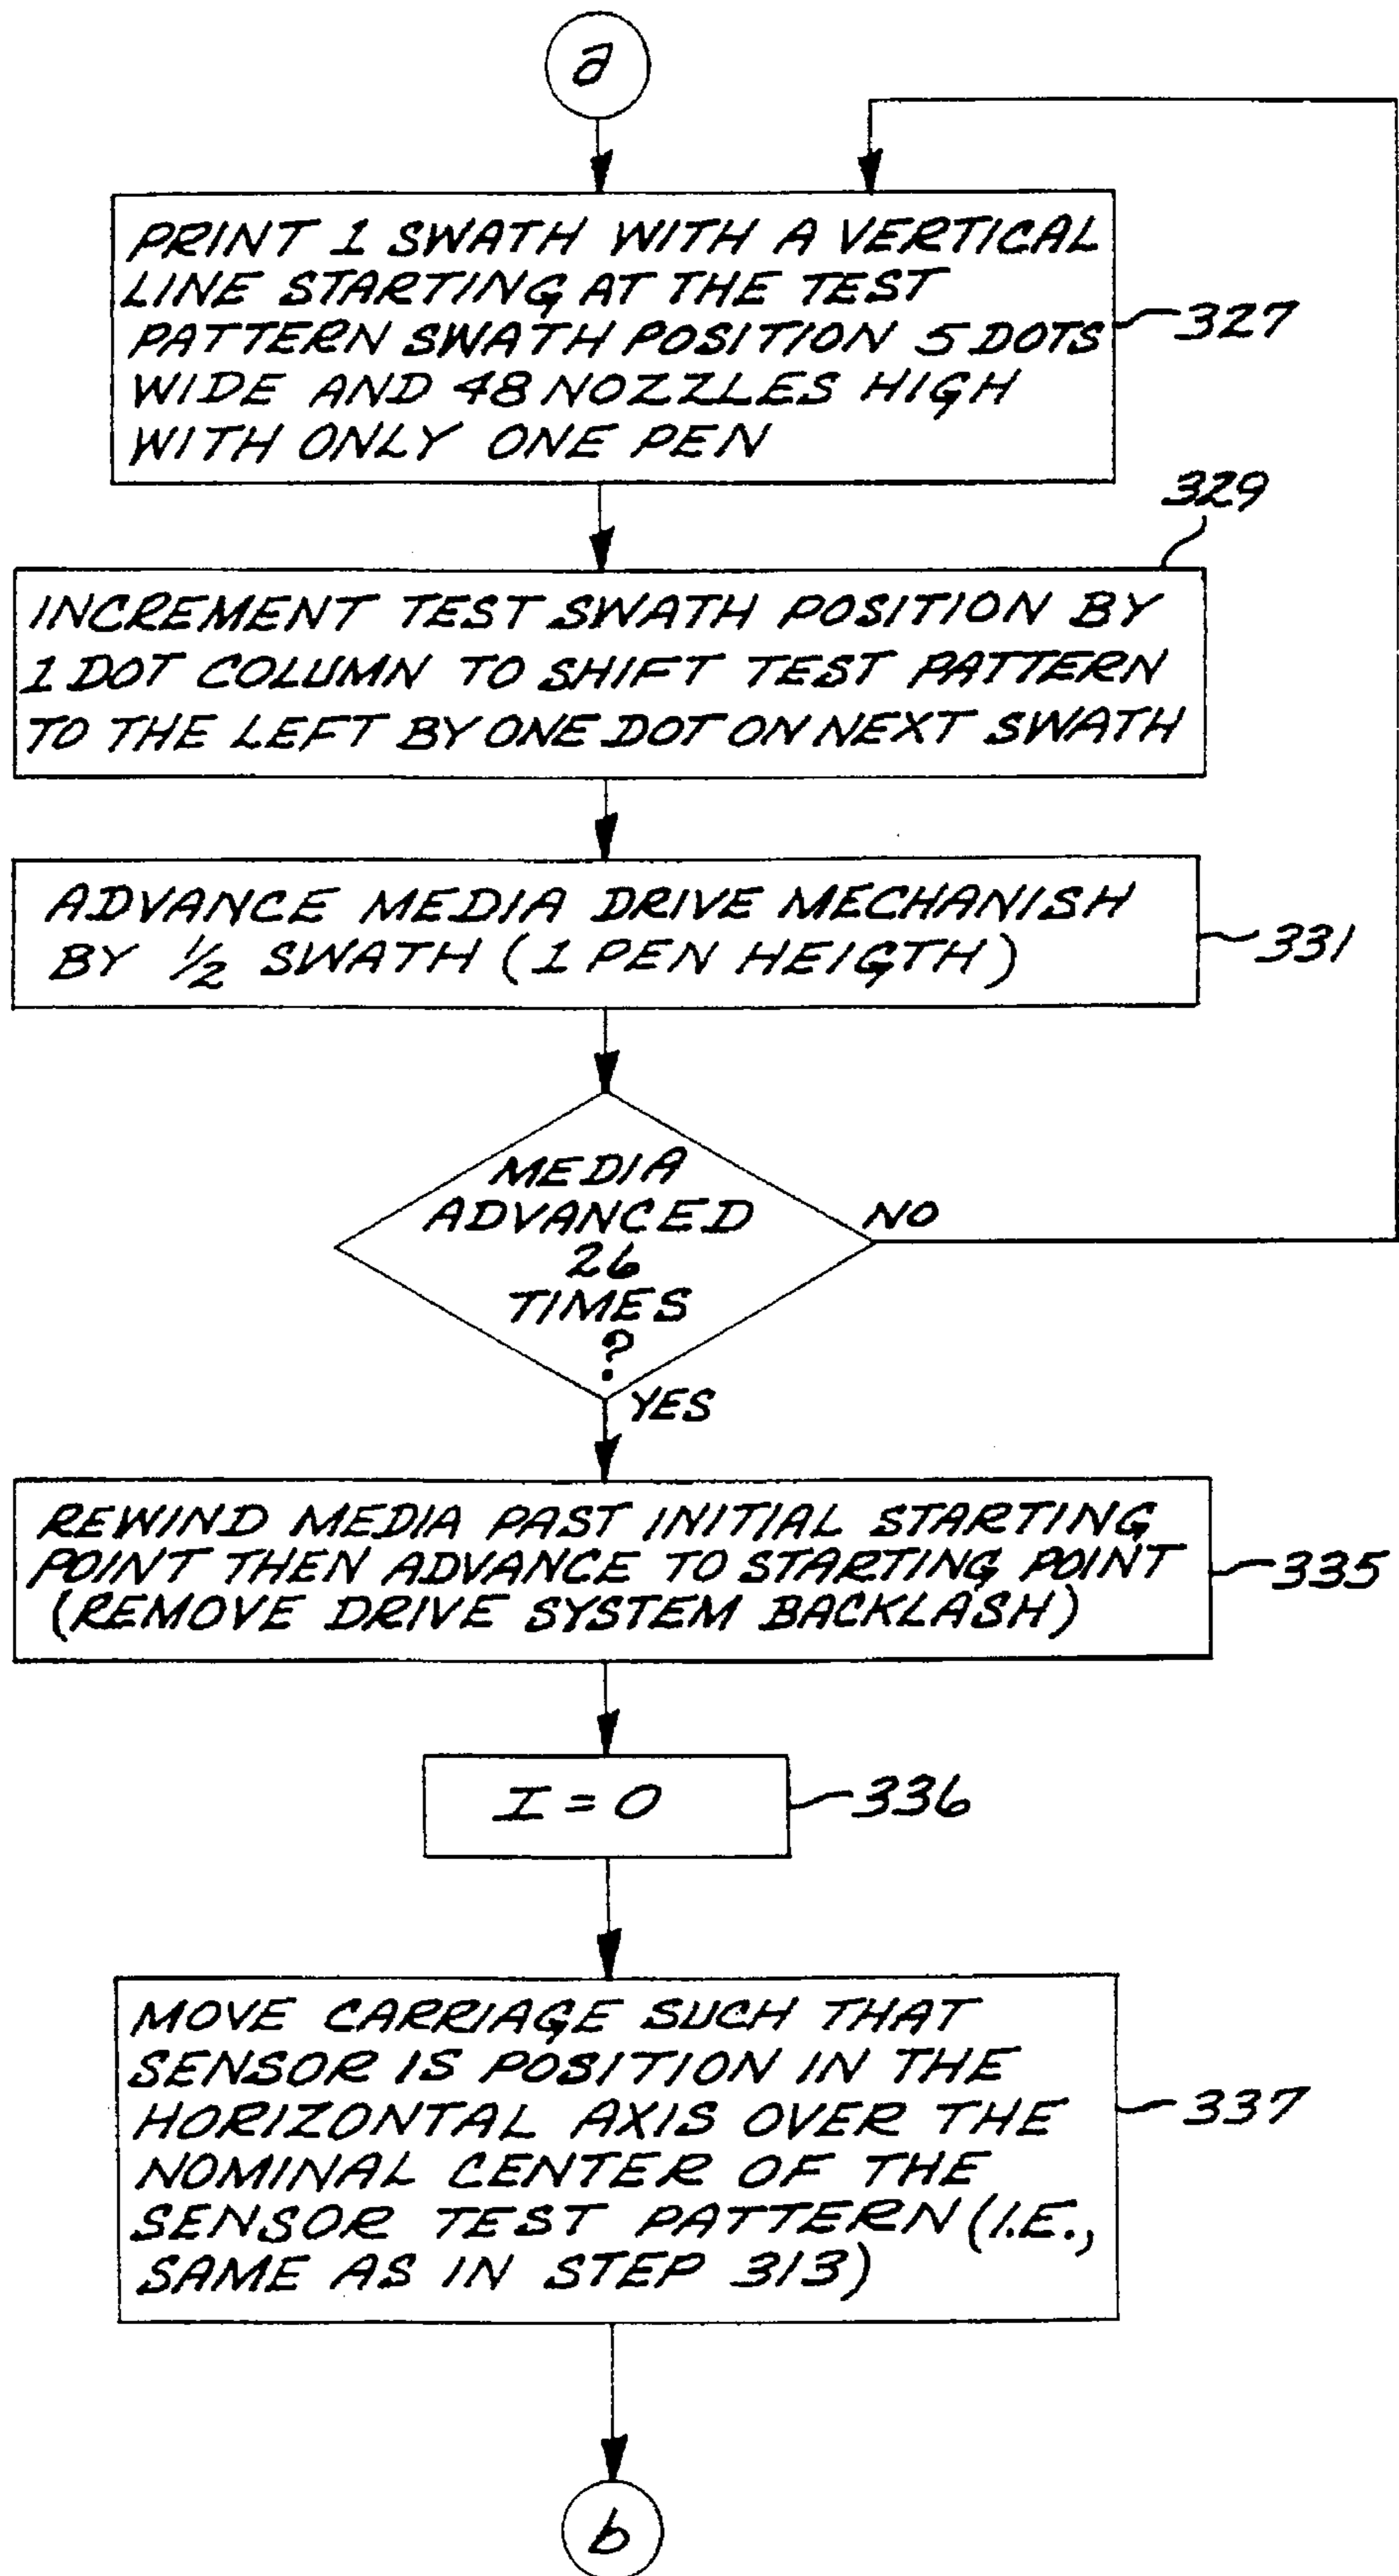 a
PRINT 1 SWATH WITH A VERTICAL
LINE STARTING AT THE TEST
PATTERN SWATH POSITION 5 DOTS
WIDE AND 48 NOZZLES HIGH
WITH ONLY ONE PEN
327
329
INCREMENT TEST SWATH POSITION BY
1 DOT COLUMN TO SHIFT TEST PATTERN
TO THE LEFT BY ONE DOT ON NEXT SWATH
ADVANCE MEDIA DRIVE MECHANISH
BY 1/2 SWATH (1 PEN HEIGTH)
331
MEDIA
ADVANCED
26
TIMES
?
NO
YES
REWIND MEDIA PAST INITIAL STARTING
POINT THEN ADVANCE TO STARTING POINT
(REMOVE DRIVE SYSTEM BACKLASH)
335
I = 0
336
MOVE CARRIAGE SUCH THAT
SENSOR IS POSITION IN THE
HORIZONTAL AXIS OVER THE
NOMINAL CENTER OF THE
SENSOR TEST PATTERN (I.E.,
SAME AS IN STEP 313)
337
b